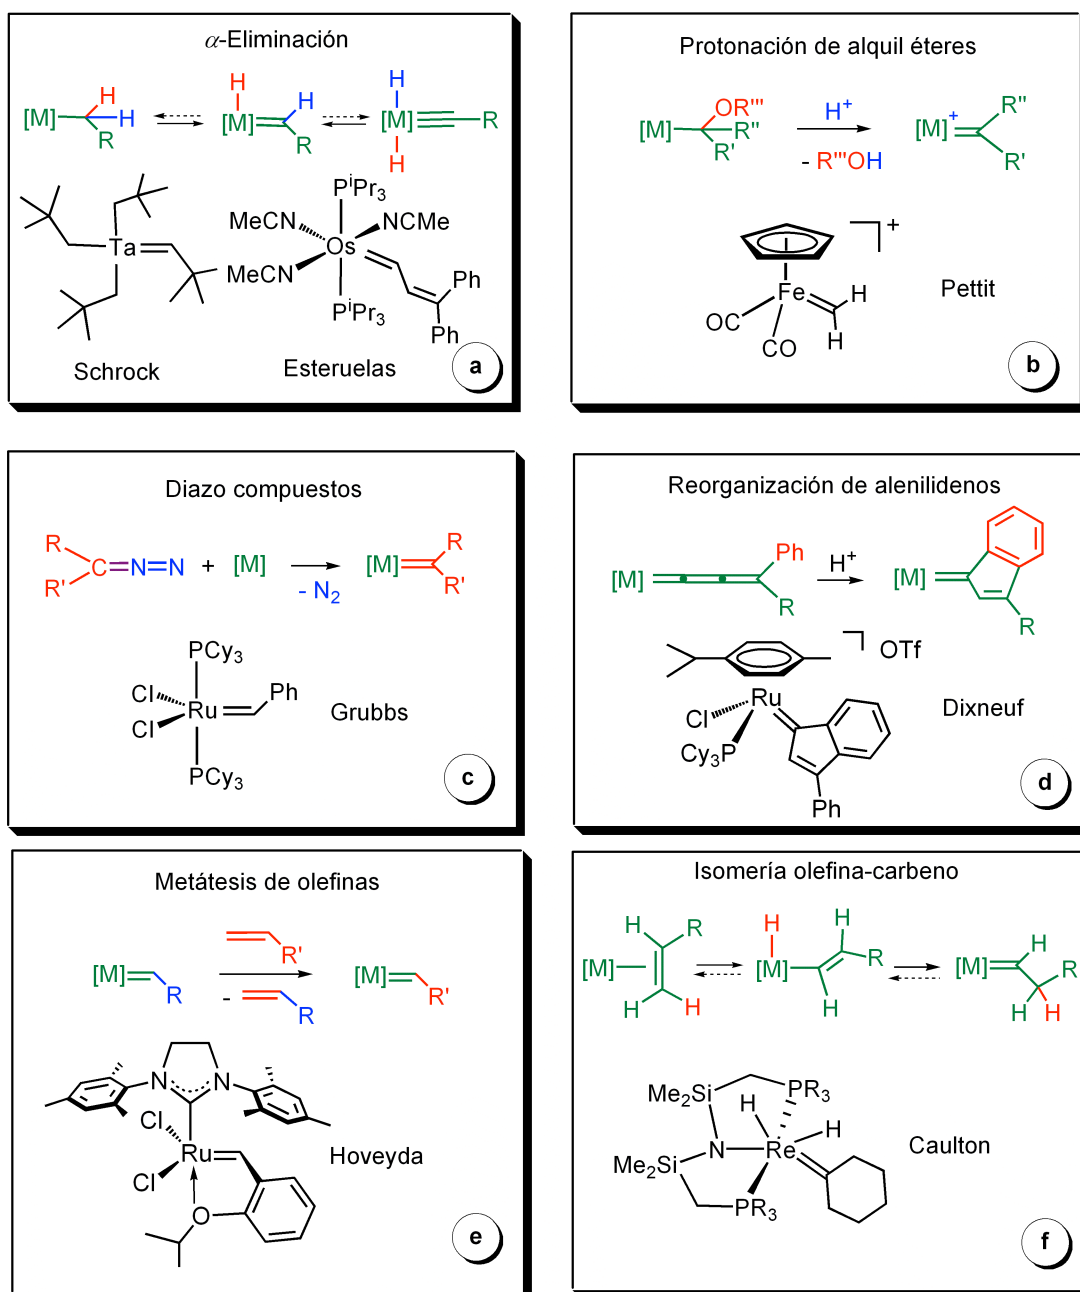 α-Eliminación
H
H
[M]
R
H
[M]
H
R
H
[M]
R
H
Ta
Schrock
PⁱPr₃
MeCN
NCMe
Os
MeCN
PⁱPr₃
Ph
Ph
Esteruelas
a
Protonación de alquil éteres
OR'''
[M]
R''
R'
H⁺
- R'''OH
[M]⁺
R''
R'
+
Fe
H
H
OC
CO
Pettit
b
Diazo compuestos
R
C=N=N
R'
+
[M]
- N₂
[M]
R
R'
PCy₃
Cl
Cl
Ru
Ph
PCy₃
Grubbs
c
Reorganización de alenilidenos
[M]
Ph
R
H⁺
[M]
R
OTf
Ru
Cl
Cy₃P
Ph
Dixneuf
d
Metátesis de olefinas
[M]
R
R'
-
R
[M]
R'
N
N
Cl
Ru
Cl
O
Hoveyda
e
Isomería olefina-carbeno
H
R
[M]
H
H
H
[M]
H
R
H
H
[M]
H
H
Me₂Si
PR₃
H
H
N
Re
Me₂Si
PR₃
Caulton
f